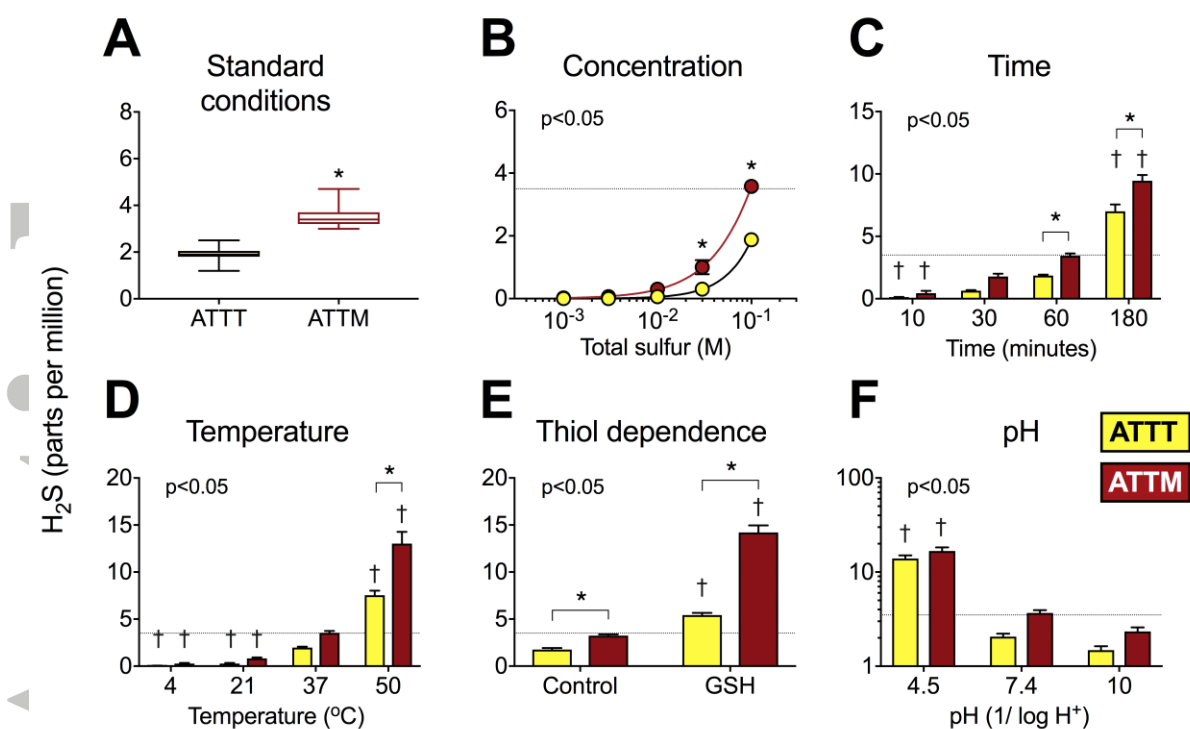 A
Standard
conditions
8
6
4
2
0
*
ATTT
ATTM
B
Concentration
p<0.05
6
4
2
0
*
*
10⁻³
10⁻²
10⁻¹
Total sulfur (M)
C
Time
p<0.05
15
10
5
0
† †
*
† †
*
10
30
60
180
Time (minutes)
H₂S (parts per million)
D
Temperature
p<0.05
20
15
10
5
0
† †
† †
†
†
*
4
21
37
50
Temperature (ºC)
E
Thiol dependence
p<0.05
20
15
10
5
0
*
†
†
*
Control
GSH
F
pH
p<0.05
100
10
1
† †
4.5
7.4
10
pH (1/ log H⁺)
ATTT
ATTM